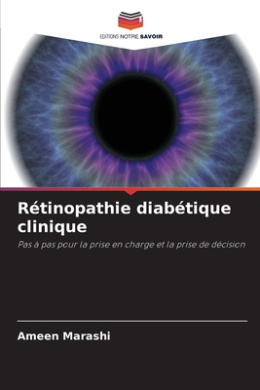 EDITIONS NOTRE SAVOIR
Rétinopathie diabétique
clinique
Pas à pas pour la prise en charge et la prise de décision
Ameen Marashi